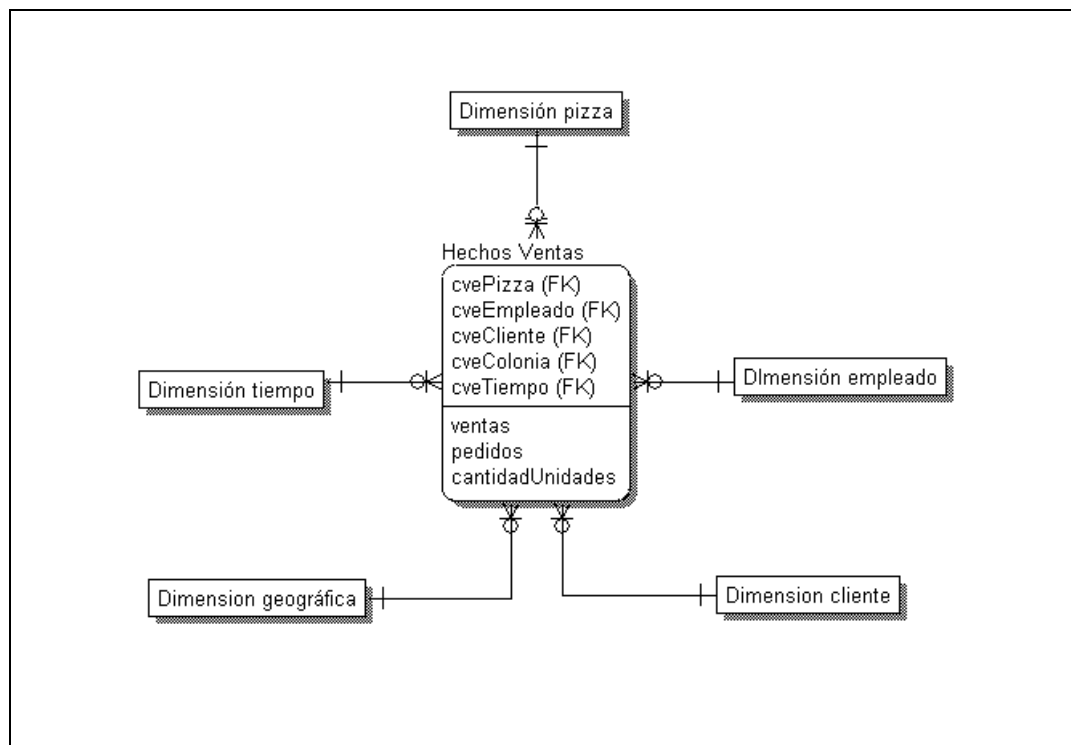 Dimensión pizza
Hechos Ventas
cvePizza (FK)
cveEmpleado (FK)
cveCliente (FK)
cveColonia (FK)
cveTiempo (FK)
ventas
pedidos
cantidadUnidades
Dimensión tiempo
DImensión empleado
Dimension geográfica
Dimension cliente